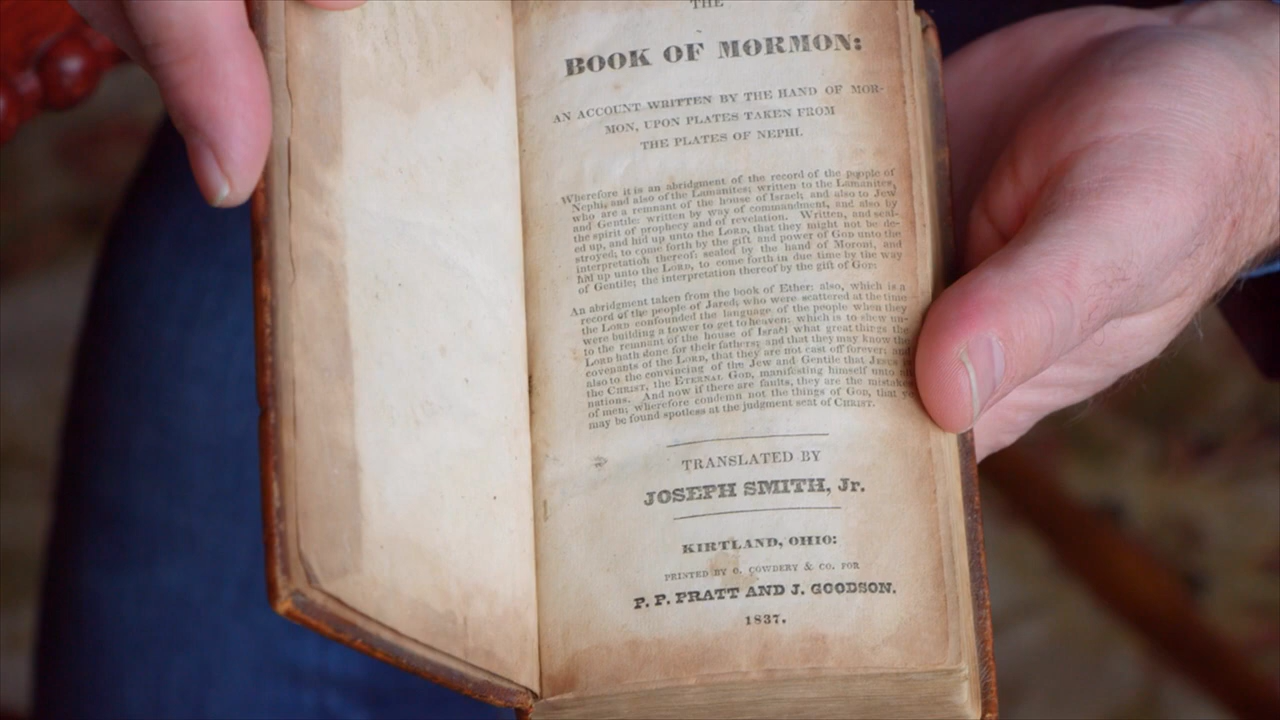 THE
BOOK OF MORMON:
AN ACCOUNT WRITTEN BY THE HAND OF MOR-
MON, UPON PLATES TAKEN FROM
THE PLATES OF NEPHI.
Wherefore it is an abridgment of the record of the people of
Nephi, and also of the Lamanites; written to the Lamanites,
who are a remnant of the house of Israel; and also to Jew
and Gentile: written by way of commandment, and also by
the spirit of prophecy and of revelation. Written, and seal-
ed up, and hid up unto the LORD, that they might not be de-
stroyed; to come forth by the gift and power of GOD unto the
interpretation thereof: sealed by the hand of Moroni, and
hid up unto the LORD, to come forth in due time by the way
of Gentile; the interpretation thereof by the gift of GOD:
An abridgment taken from the book of Ether: also, which is a
record of the people of Jared; who were scattered at the time
the LORD confounded the language of the people when they
were building a tower to get to heaven: which is to shew un-
to the remnant of the house of Israel what great things the
LORD hath done for their fathers; and that they may know the
covenants of the LORD, that they are not cast off forever; and
also to the convincing of the Jew and Gentile that JESUS
the CHRIST, the ETERNAL GOD, manifesting himself unto
nations. And now if there are faults, they are the mistakes
of men; wherefore condemn not the things of GOD, that ye
may be found spotless at the judgment seat of CHRIST.
TRANSLATED BY
JOSEPH SMITH, Jr.
KIRTLAND, OHIO:
PRINTED BY O. COWDERY & CO. FOR
P. P. PRATT AND J. GOODSON.
1837.